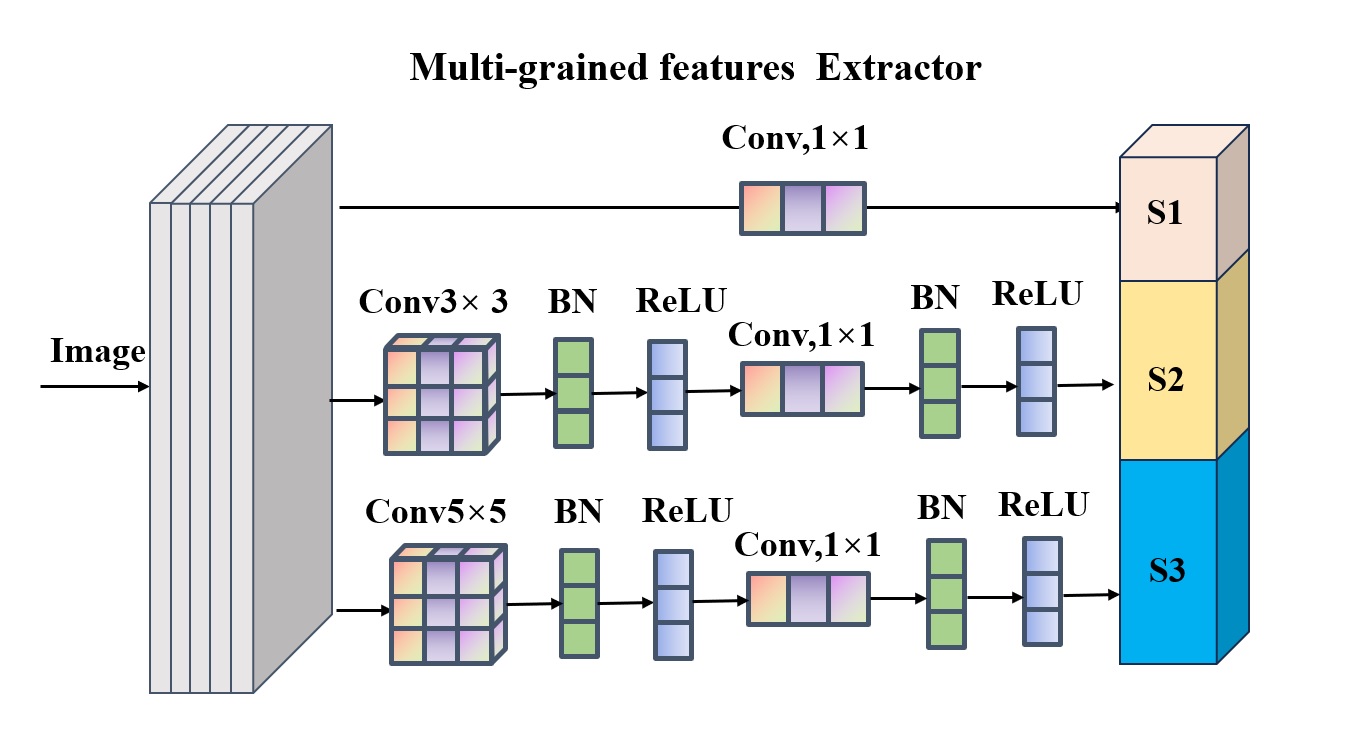 Multi-grained features Extractor
Conv,1×1
S1
Conv3× 3
BN
ReLU
Conv,1×1
BN
ReLU
Image
S2
Conv5×5
BN
ReLU
Conv,1×1
BN
ReLU
S3